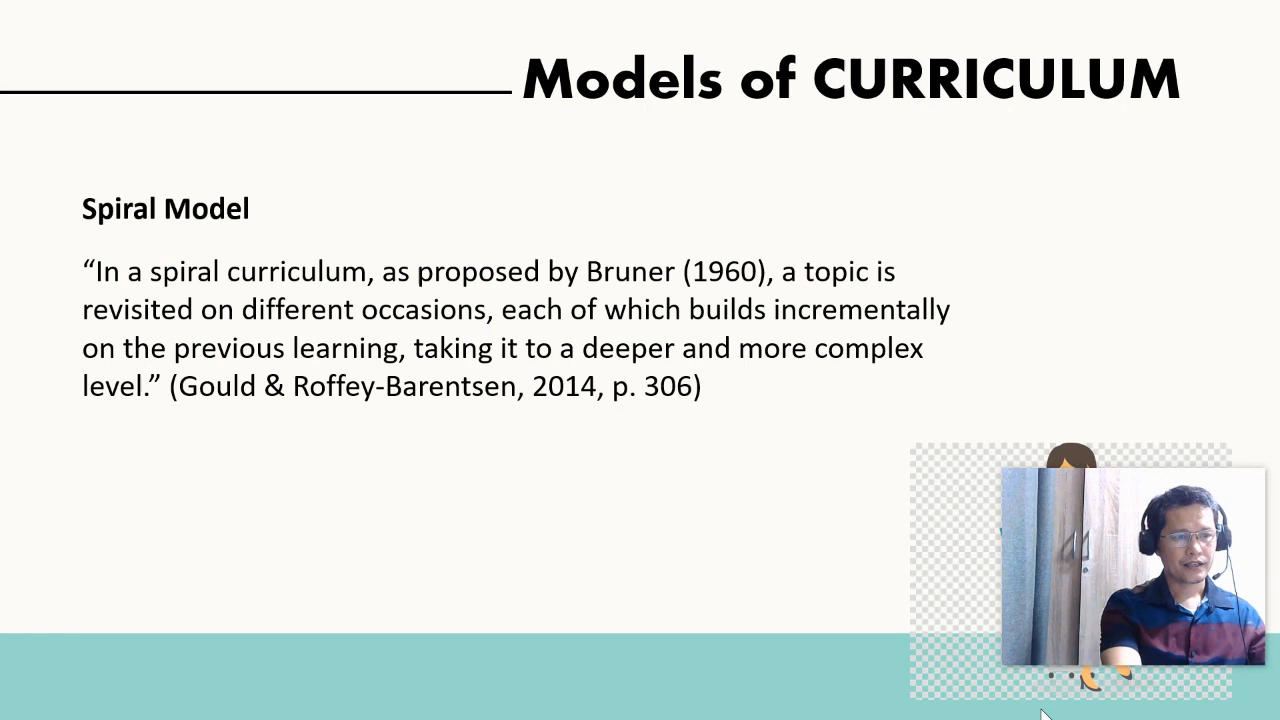 Models of CURRICULUM
Spiral Model
“In a spiral curriculum, as proposed by Bruner (1960), a topic is
revisited on different occasions, each of which builds incrementally
on the previous learning, taking it to a deeper and more complex
level.” (Gould & Roffey-Barentsen, 2014, p. 306)